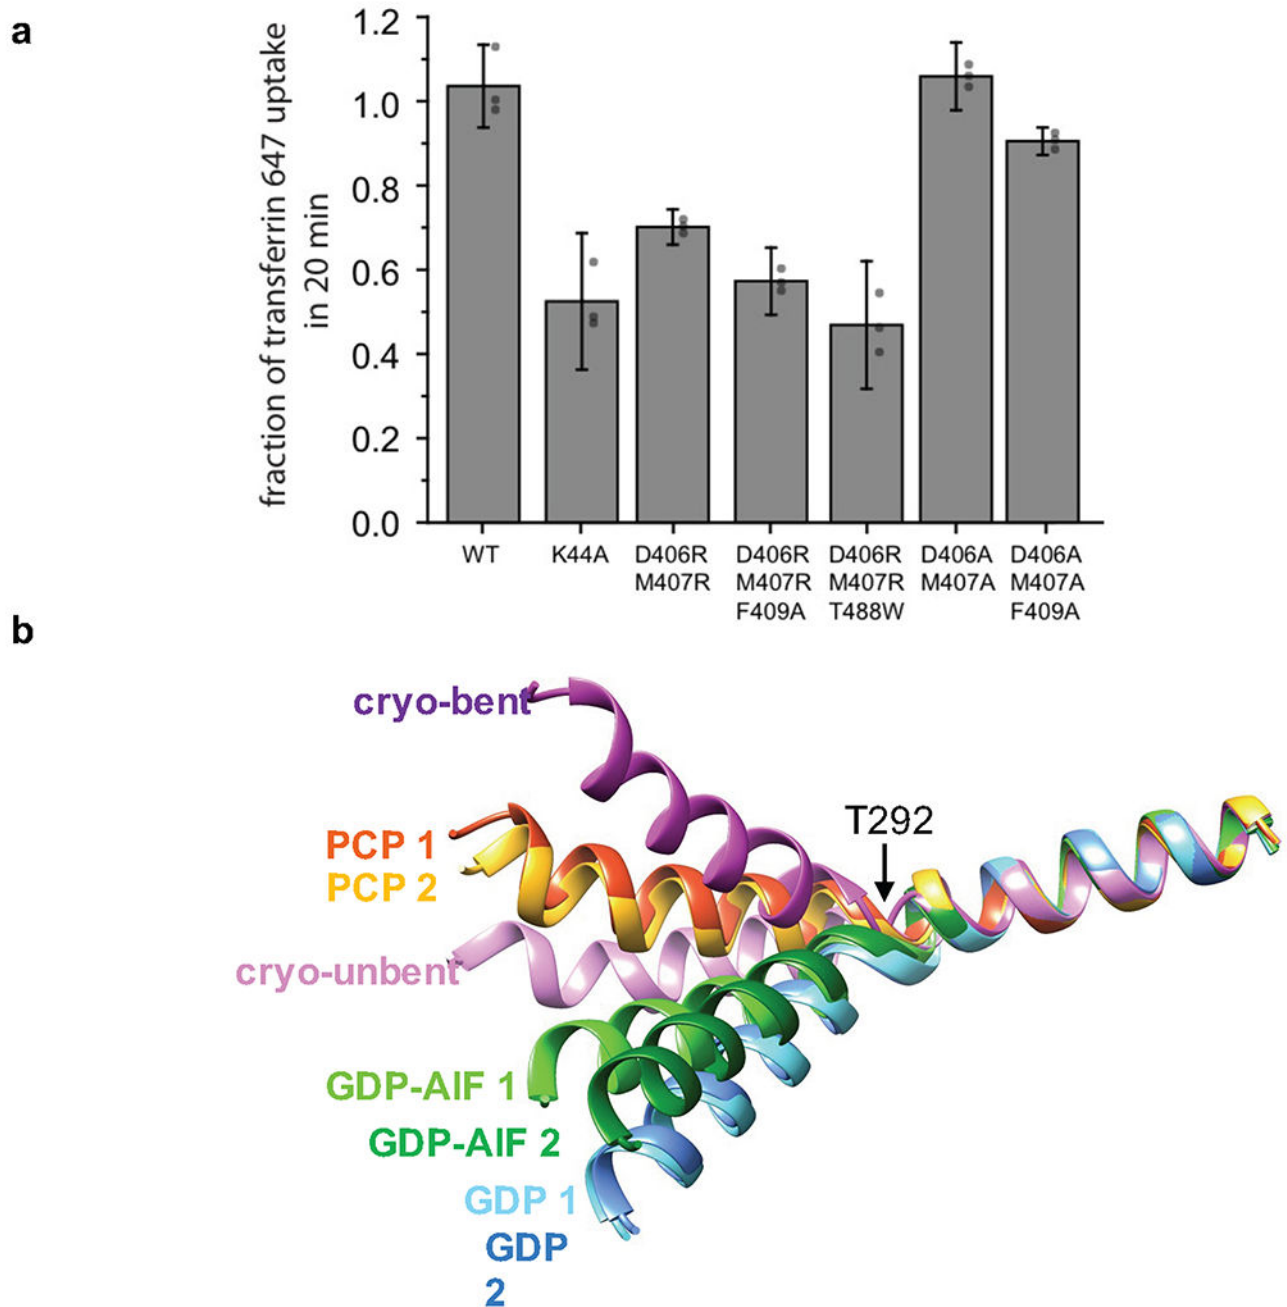 a
fraction of transferrin 647 uptake
in 20 min
1.2
1.0
0.8
0.6
0.4
0.2
0.0
WT
K44A
D406R
M407R
D406R
M407R
F409A
D406R
M407R
T488W
D406A
M407A
D406A
M407A
F409A
b
cryo-bent
T292
PCP 1
PCP 2
cryo-unbent
GDP-AlF 1
GDP-AlF 2
GDP 1
GDP
2